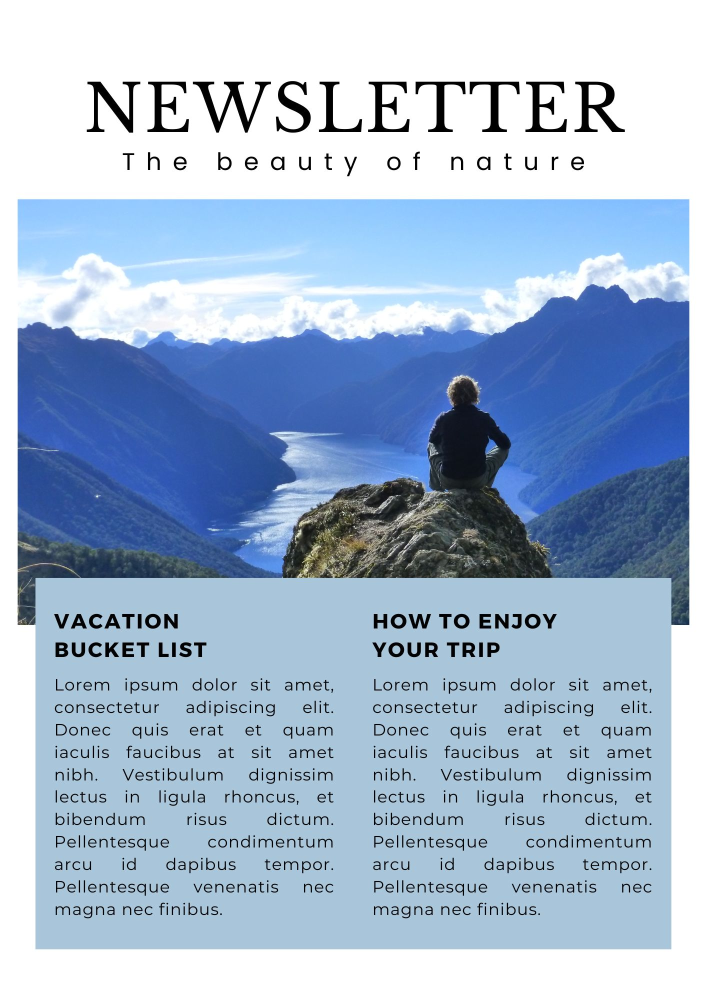 NEWSLETTER
The beauty of nature
VACATION
BUCKET LIST
Lorem ipsum dolor sit amet,
consectetur adipiscing elit.
Donec quis erat et quam
iaculis faucibus at sit amet
nibh. Vestibulum dignissim
lectus in ligula rhoncus, et
bibendum risus dictum.
Pellentesque condimentum
arcu id dapibus tempor.
Pellentesque venenatis nec
magna nec finibus.
HOW TO ENJOY
YOUR TRIP
Lorem ipsum dolor sit amet,
consectetur adipiscing elit.
Donec quis erat et quam
iaculis faucibus at sit amet
nibh. Vestibulum dignissim
lectus in ligula rhoncus, et
bibendum risus dictum.
Pellentesque condimentum
arcu id dapibus tempor.
Pellentesque venenatis nec
magna nec finibus.